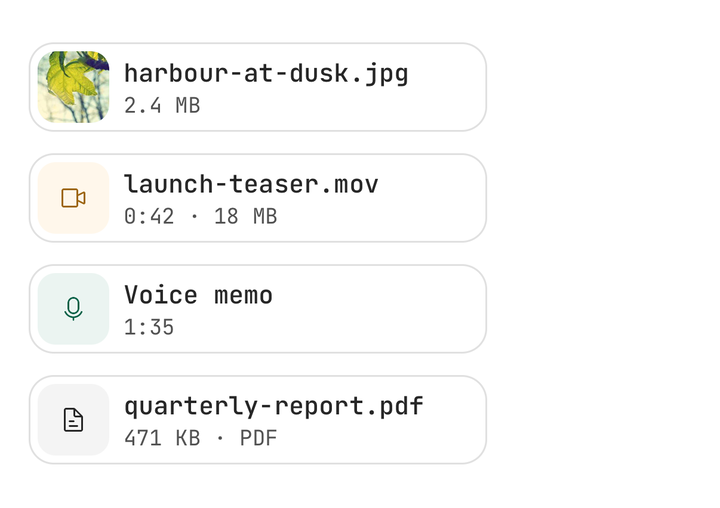 harbour-at-dusk.jpg
2.4 MB
launch-teaser.mov
0:42 · 18 MB
Voice memo
1:35
quarterly-report.pdf
471 KB · PDF